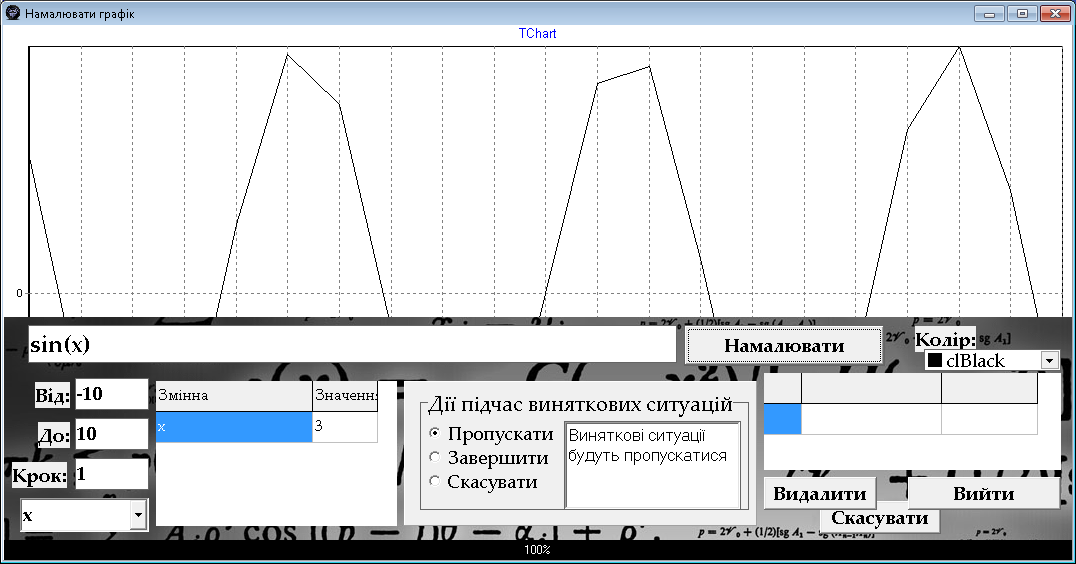 Намалювати графік
TChart
0
sin(x)
Намалювати
Колір:
clBlack
Від:
-10
До:
10
Крок:
1
x
Змінна
Значення
x
3
Дії підчас виняткових ситуацій
Пропускати
Завершити
Скасувати
Виняткові ситуації
будуть пропускатися
Видалити
Вийти
Скасувати
100%